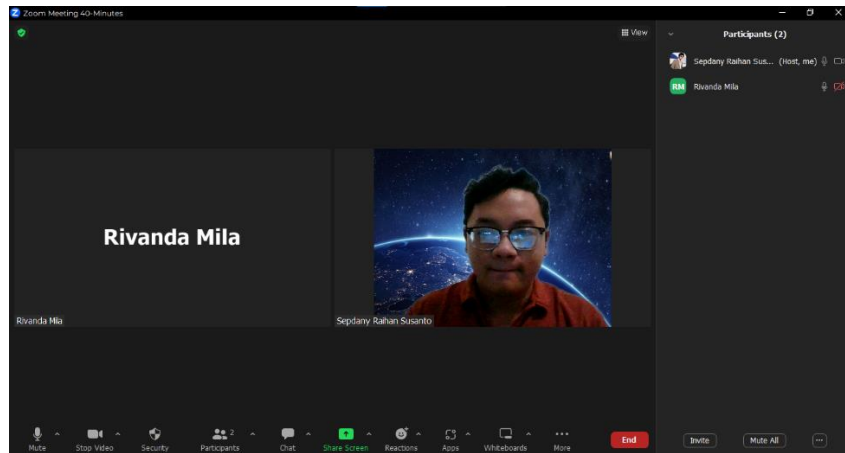 Zoom Meeting 40-Minutes
View
Participants (2)
Sepdany Raihan Sus... (Host, me)
RM Rivanda Mila
Rivanda Mila
Rivanda Mila
Sepdany Raihan Susanto
2
Mute
Stop Video
Security
Participants
Chat
Share Screen
Reactions
Apps
Whiteboards
More
End
Invite
Mute All